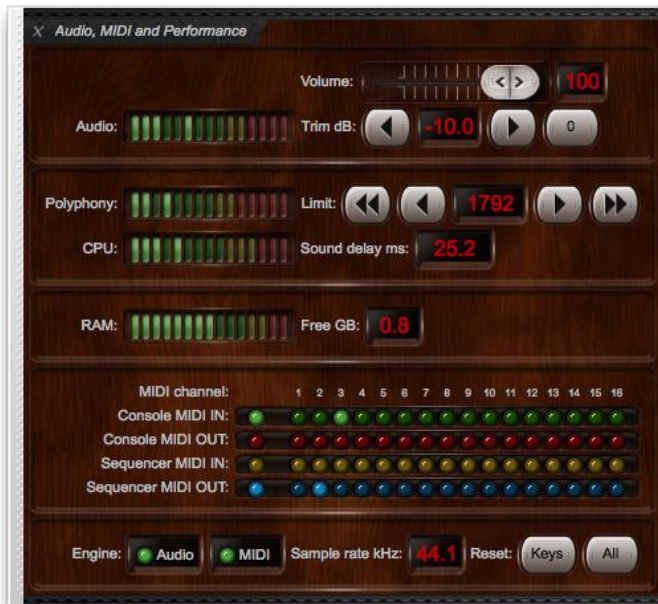 X Audio, MIDI and Performance
Volume: < > 100
Audio: Trim dB: -10.0 0
Polyphony: Limit: 1792
CPU: Sound delay ms: 25.2
RAM: Free GB: 0.8
MIDI channel: 1 2 3 4 5 6 7 8 9 10 11 12 13 14 15 16
Console MIDI IN:
Console MIDI OUT:
Sequencer MIDI IN:
Sequencer MIDI OUT:
Engine: Audio MIDI Sample rate kHz: 44.1 Reset: Keys All